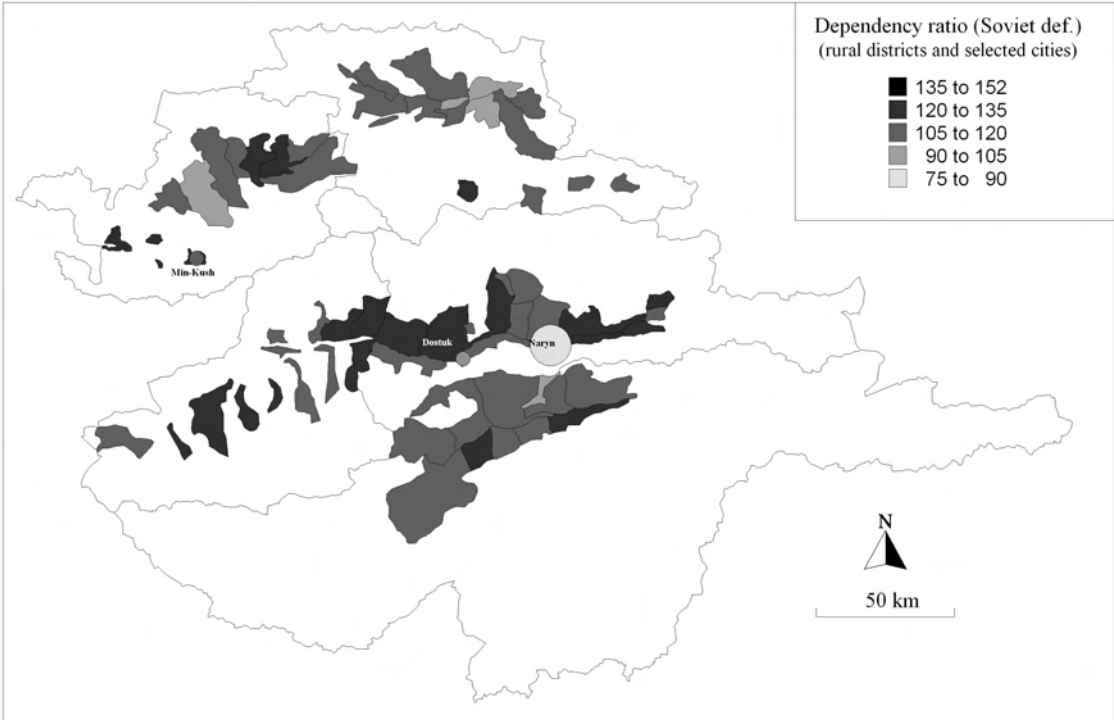 Dependency ratio (Soviet def.)
(rural districts and selected cities)
135 to 152
120 to 135
105 to 120
90 to 105
75 to 90
Min-Kush
Dostuk
Naryn
N
50 km